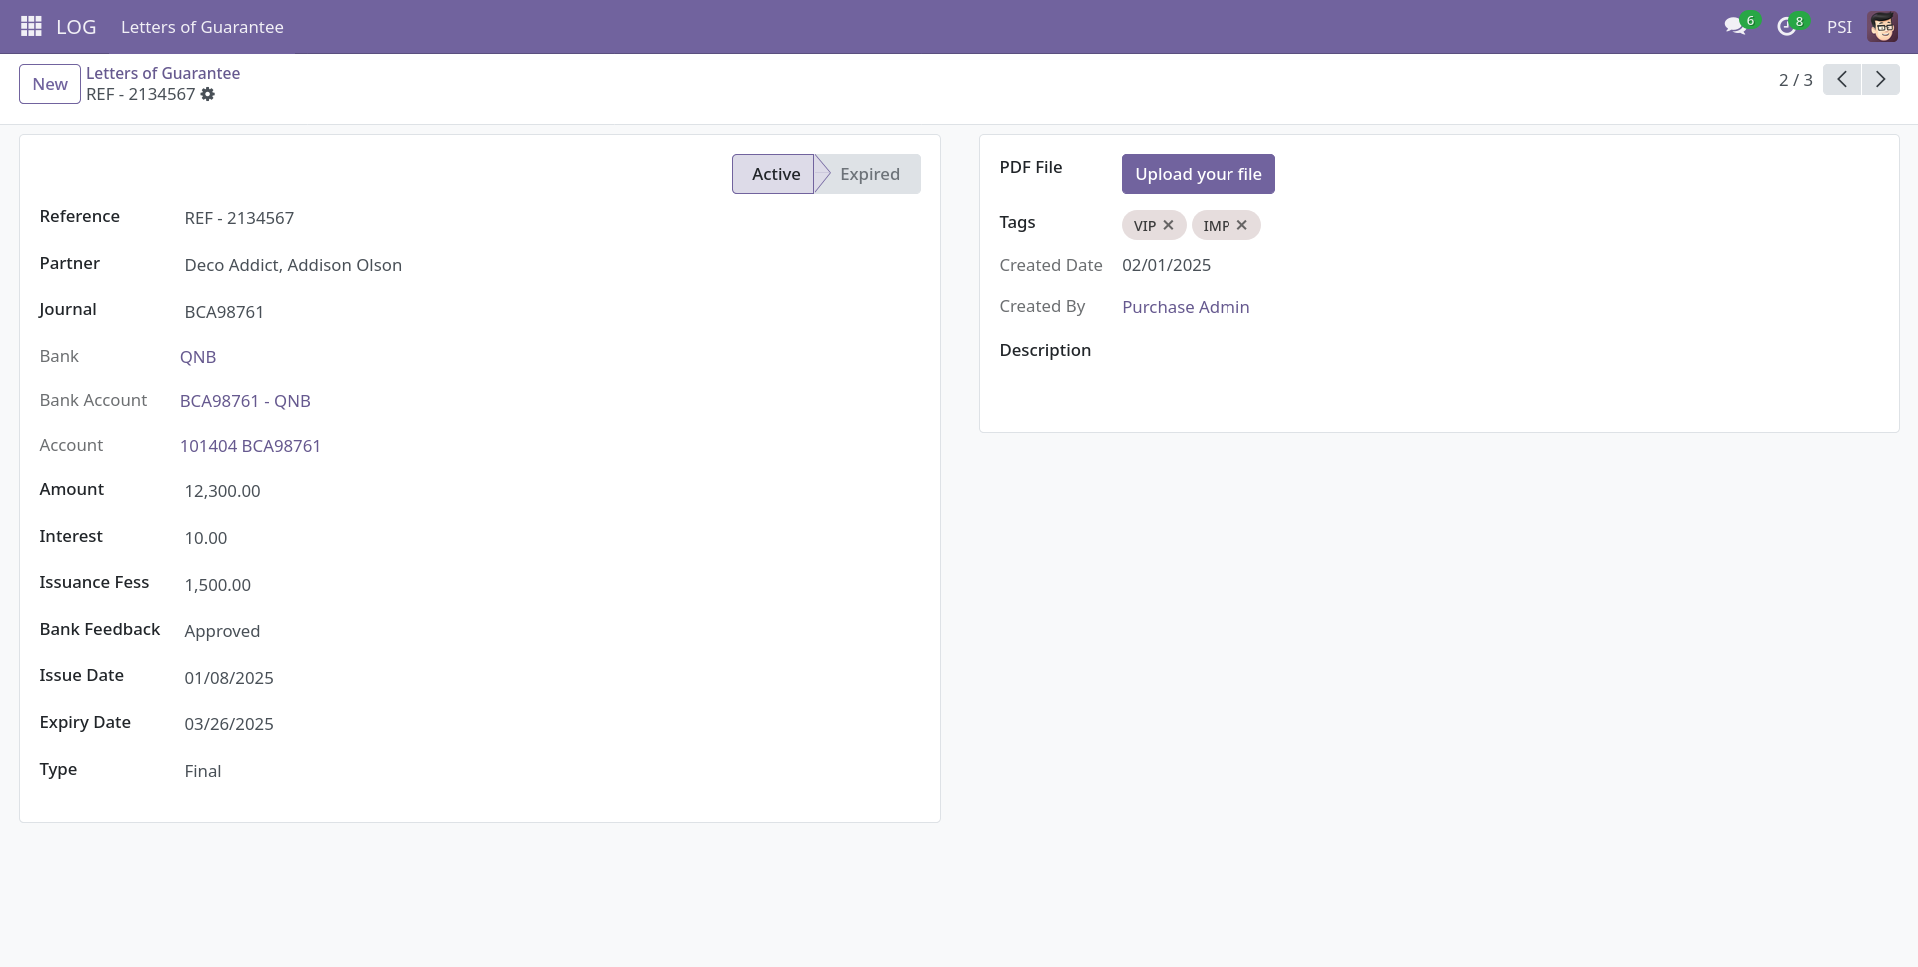 LOG Letters of Guarantee 6 8 PSI
New Letters of Guarantee
REF - 2134567
2 / 3
Active Expired
Reference REF - 2134567
Partner Deco Addict, Addison Olson
Journal BCA98761
Bank QNB
Bank Account BCA98761 - QNB
Account 101404 BCA98761
Amount 12,300.00
Interest 10.00
Issuance Fess 1,500.00
Bank Feedback Approved
Issue Date 01/08/2025
Expiry Date 03/26/2025
Type Final
PDF File Upload your file
Tags VIP IMP
Created Date 02/01/2025
Created By Purchase Admin
Description